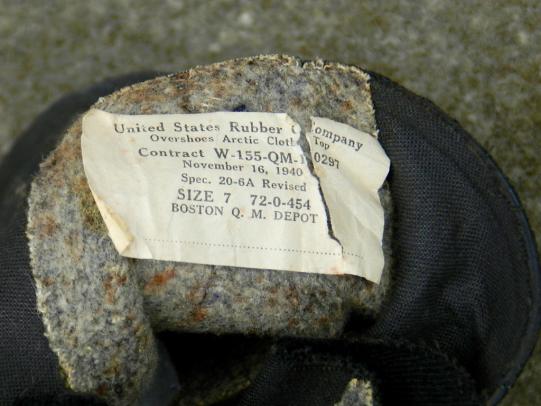 United States Rubber Company
Overshoes Arctic Cloth Top
Contract W-155-QM-10297
November 16, 1940
Spec. 20-6A Revised
SIZE 7 72-0-454
BOSTON Q. M. DEPOT